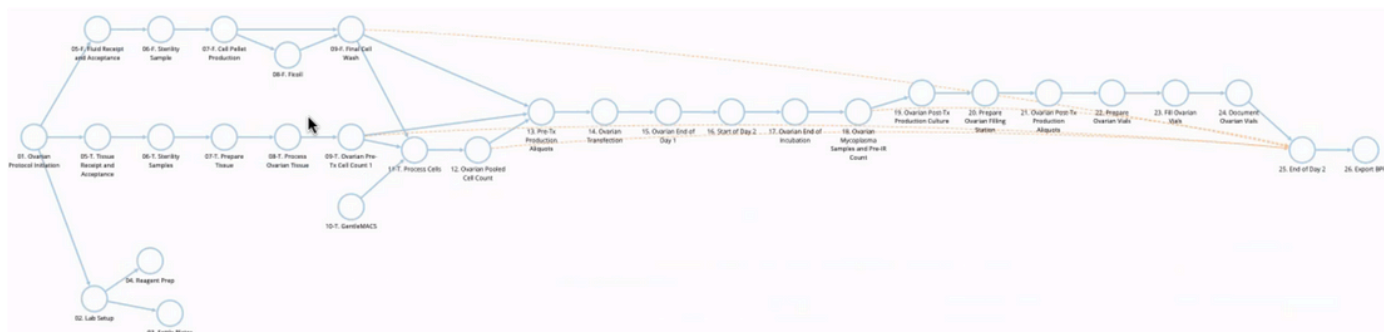 05-F. Fluid Receipt
and Acceptance
06-F. Sterility
Sample
07-F. Cell Pellet
Production
08-F. Ficoll
09-F. Final Cell
Wash
01. Ovarian
Protocol Initiation
05-T. Tissue
Receipt and
Acceptance
06-T. Sterility
Samples
07-T. Prepare
Tissue
08-T. Process
Ovarian Tissue
09-T. Ovarian Pre-
Tx Cell Count 1
10-T. GentleMACS
11-T. Process Cells
12. Ovarian Pooled
Cell Count
13. Pre-Tx
Production
Aliquots
14. Ovarian
Transfection
15. Ovarian End of
Day 1
16. Start of Day 2
17. Ovarian End of
Incubation
18. Ovarian
Mycoplasma
Samples and Pre-IR
Count
19. Ovarian Post-Tx
Production Culture
20. Prepare
Ovarian Filling
Station
21. Ovarian Post-Tx
Production
Aliquots
22. Prepare
Ovarian Vials
23. Fill Ovarian
Vials
24. Document
Ovarian Vials
25. End of Day 2
26. Export BP
04. Reagent Prep
02. Lab Setup